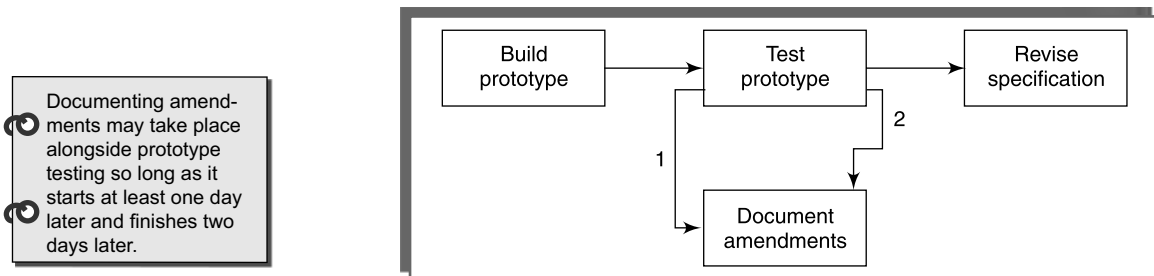 Documenting amend-
ments may take place
alongside prototype
testing so long as it
starts at least one day
later and finishes two
days later.
Build
prototype
Test
prototype
Revise
specification
1
2
Document
amendments